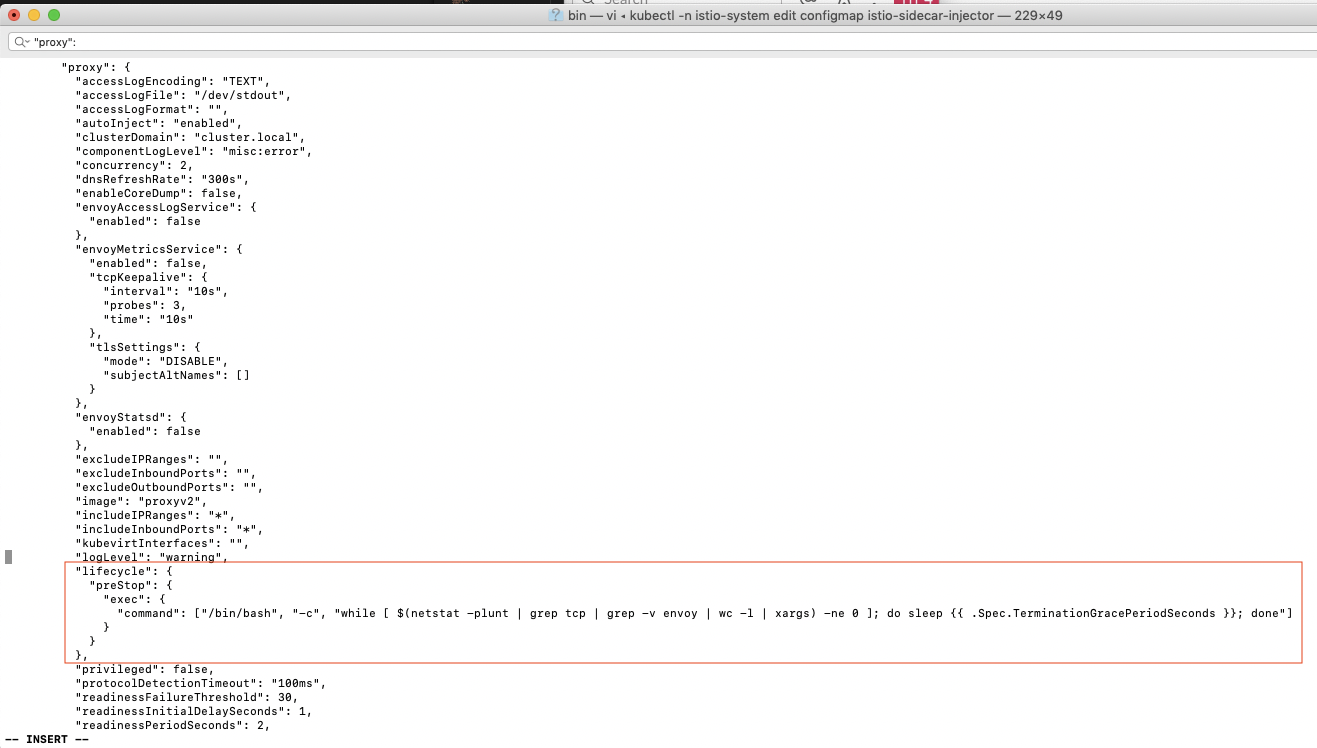 Search
bin — vi ◂ kubectl -n istio-system edit configmap istio-sidecar-injector — 229×49
"proxy":
"proxy": {
"accessLogEncoding": "TEXT",
"accessLogFile": "/dev/stdout",
"accessLogFormat": "",
"autoInject": "enabled",
"clusterDomain": "cluster.local",
"componentLogLevel": "misc:error",
"concurrency": 2,
"dnsRefreshRate": "300s",
"enableCoreDump": false,
"envoyAccessLogService": {
"enabled": false
},
"envoyMetricsService": {
"enabled": false,
"tcpKeepalive": {
"interval": "10s",
"probes": 3,
"time": "10s"
},
"tlsSettings": {
"mode": "DISABLE",
"subjectAltNames": []
}
},
"envoyStatsd": {
"enabled": false
},
"excludeIPRanges": "",
"excludeInboundPorts": "",
"excludeOutboundPorts": "",
"image": "proxyv2",
"includeIPRanges": "*",
"includeInboundPorts": "*",
"kubevirtInterfaces": "",
"logLevel": "warning",
"lifecycle": {
"preStop": {
"exec": {
"command": ["/bin/bash", "-c", "while [ $(netstat -plunt | grep tcp | grep -v envoy | wc -l | xargs) -ne 0 ]; do sleep {{ .Spec.TerminationGracePeriodSeconds }}; done"]
}
}
},
"privileged": false,
"protocolDetectionTimeout": "100ms",
"readinessFailureThreshold": 30,
"readinessInitialDelaySeconds": 1,
"readinessPeriodSeconds": 2,
-- INSERT --